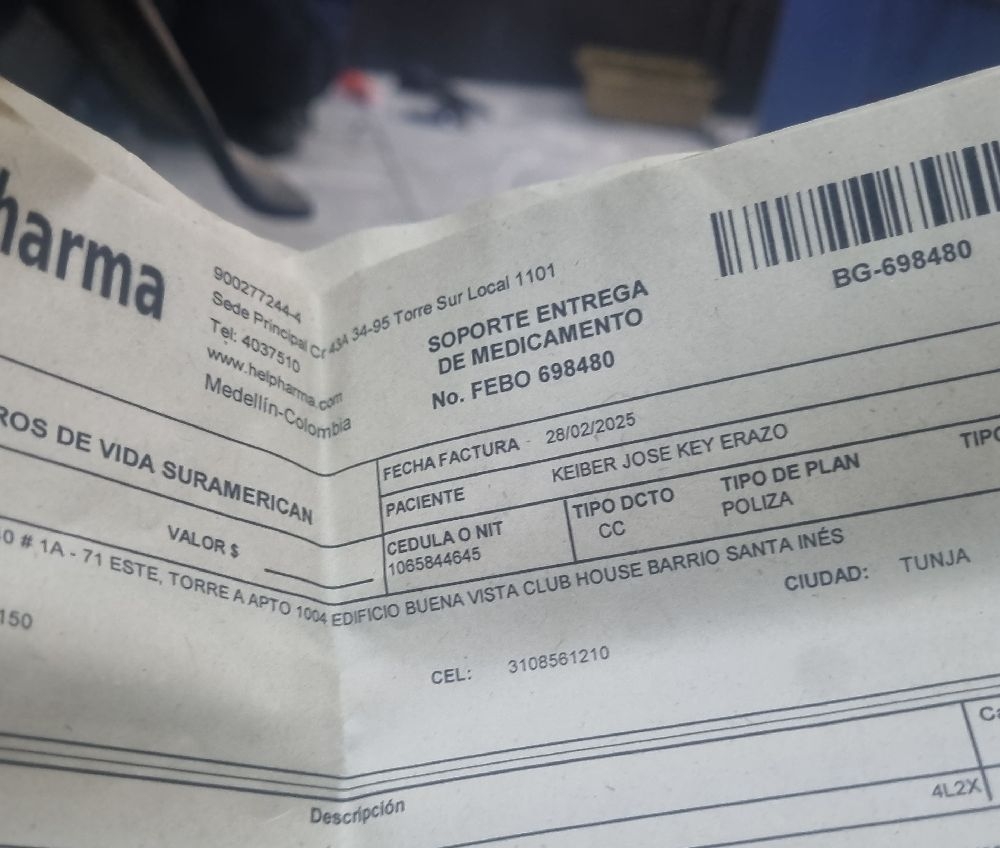 harma
900277244-4
Sede Principal Cr 43A 34-95 Torre Sur Local 1101
Tel: 4037510
www.helpharma.com
Medellín-Colombia
SOPORTE ENTREGA
DE MEDICAMENTO
No. FEBO 698480
BG-698480
FECHA FACTURA 28/02/2025
PACIENTE KEIBER JOSE KEY ERAZO
ROS DE VIDA SURAMERICAN
VALOR $
CEDULA O NIT
1065844645
TIPO DCTO
CC
TIPO DE PLAN
POLIZA
TIPO
0 # 1A - 71 ESTE, TORRE A APTO 1004 EDIFICIO BUENA VISTA CLUB HOUSE BARRIO SANTA INÉS
CIUDAD: TUNJA
150
CEL: 3108561210
Descripción
Ca
4L2X